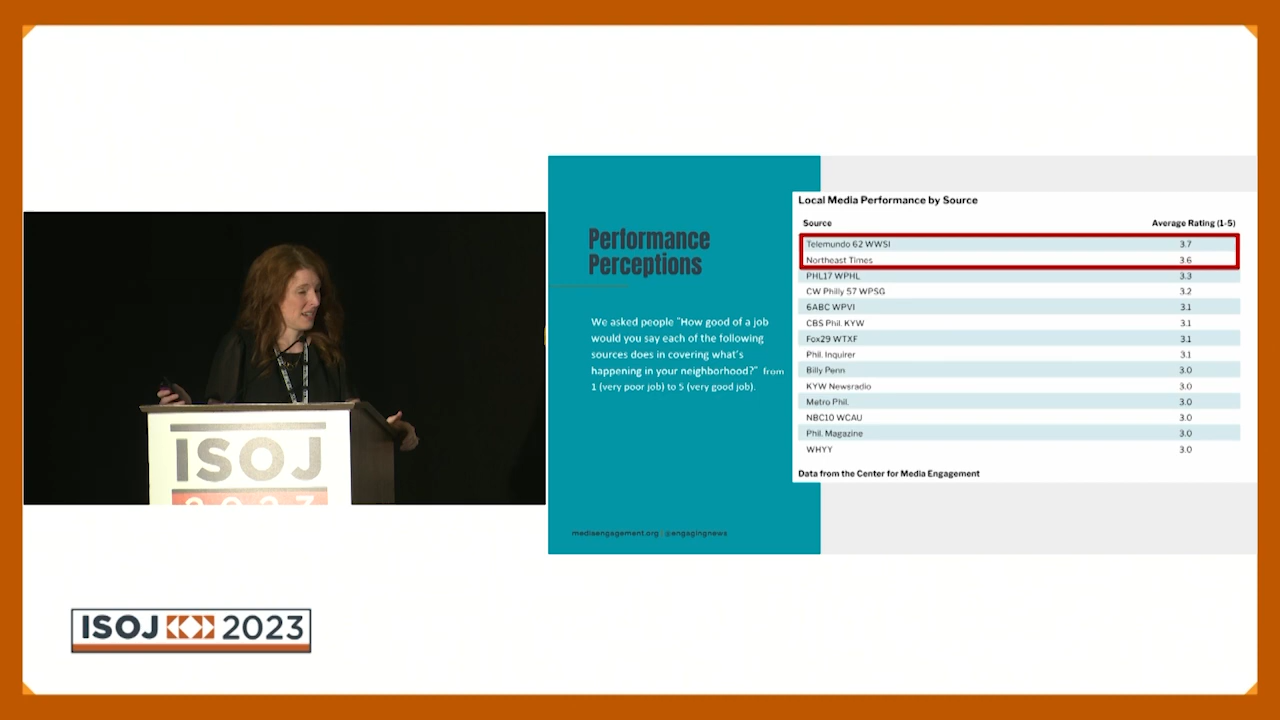 ISOJ
2023
Performance
Perceptions
We asked people "How good of a job
would you say each of the following
sources does in covering what's
happening in your neighborhood?" from
1 (very poor job) to 5 (very good job).
mediaengagement.org | @engagingnews
Local Media Performance by Source
Source Average Rating (1-5)
Telemundo 62 WWSI 3.7
Northeast Times 3.6
PHL17 WPHL 3.3
CW Philly 57 WPSG 3.2
6ABC WPVI 3.1
CBS Phil. KYW 3.1
Fox29 WTXF 3.1
Phil. Inquirer 3.1
Billy Penn 3.0
KYW Newsradio 3.0
Metro Phil. 3.0
NBC10 WCAU 3.0
Phil. Magazine 3.0
WHYY 3.0
Data from the Center for Media Engagement
ISOJ 2023